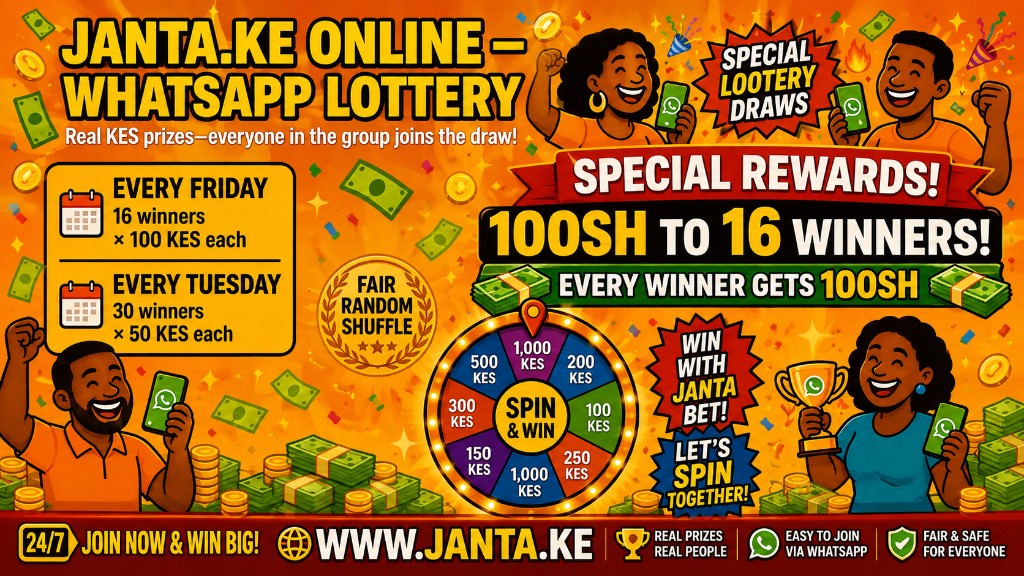 JANTA.KE ONLINE –
WHATSAPP LOTTERY
Real KES prizes—everyone in the group joins the draw!
SPECIAL
LOOTERY
DRAWS
SPECIAL REWARDS!
100SH TO 16 WINNERS!
EVERY WINNER GETS 100SH
EVERY FRIDAY
16 winners
× 100 KES each
EVERY TUESDAY
30 winners
× 50 KES each
FAIR
RANDOM
SHUFFLE
1,000
KES
200
KES
100
KES
250
KES
1,000
KES
150
KES
300
KES
500
KES
SPIN
& WIN
WIN
WITH
JANTA
BET!
LET'S
SPIN
TOGETHER!
24/7 JOIN NOW & WIN BIG!
WWW.JANTA.KE
REAL PRIZES
REAL PEOPLE
EASY TO JOIN
VIA WHATSAPP
FAIR & SAFE
FOR EVERYONE